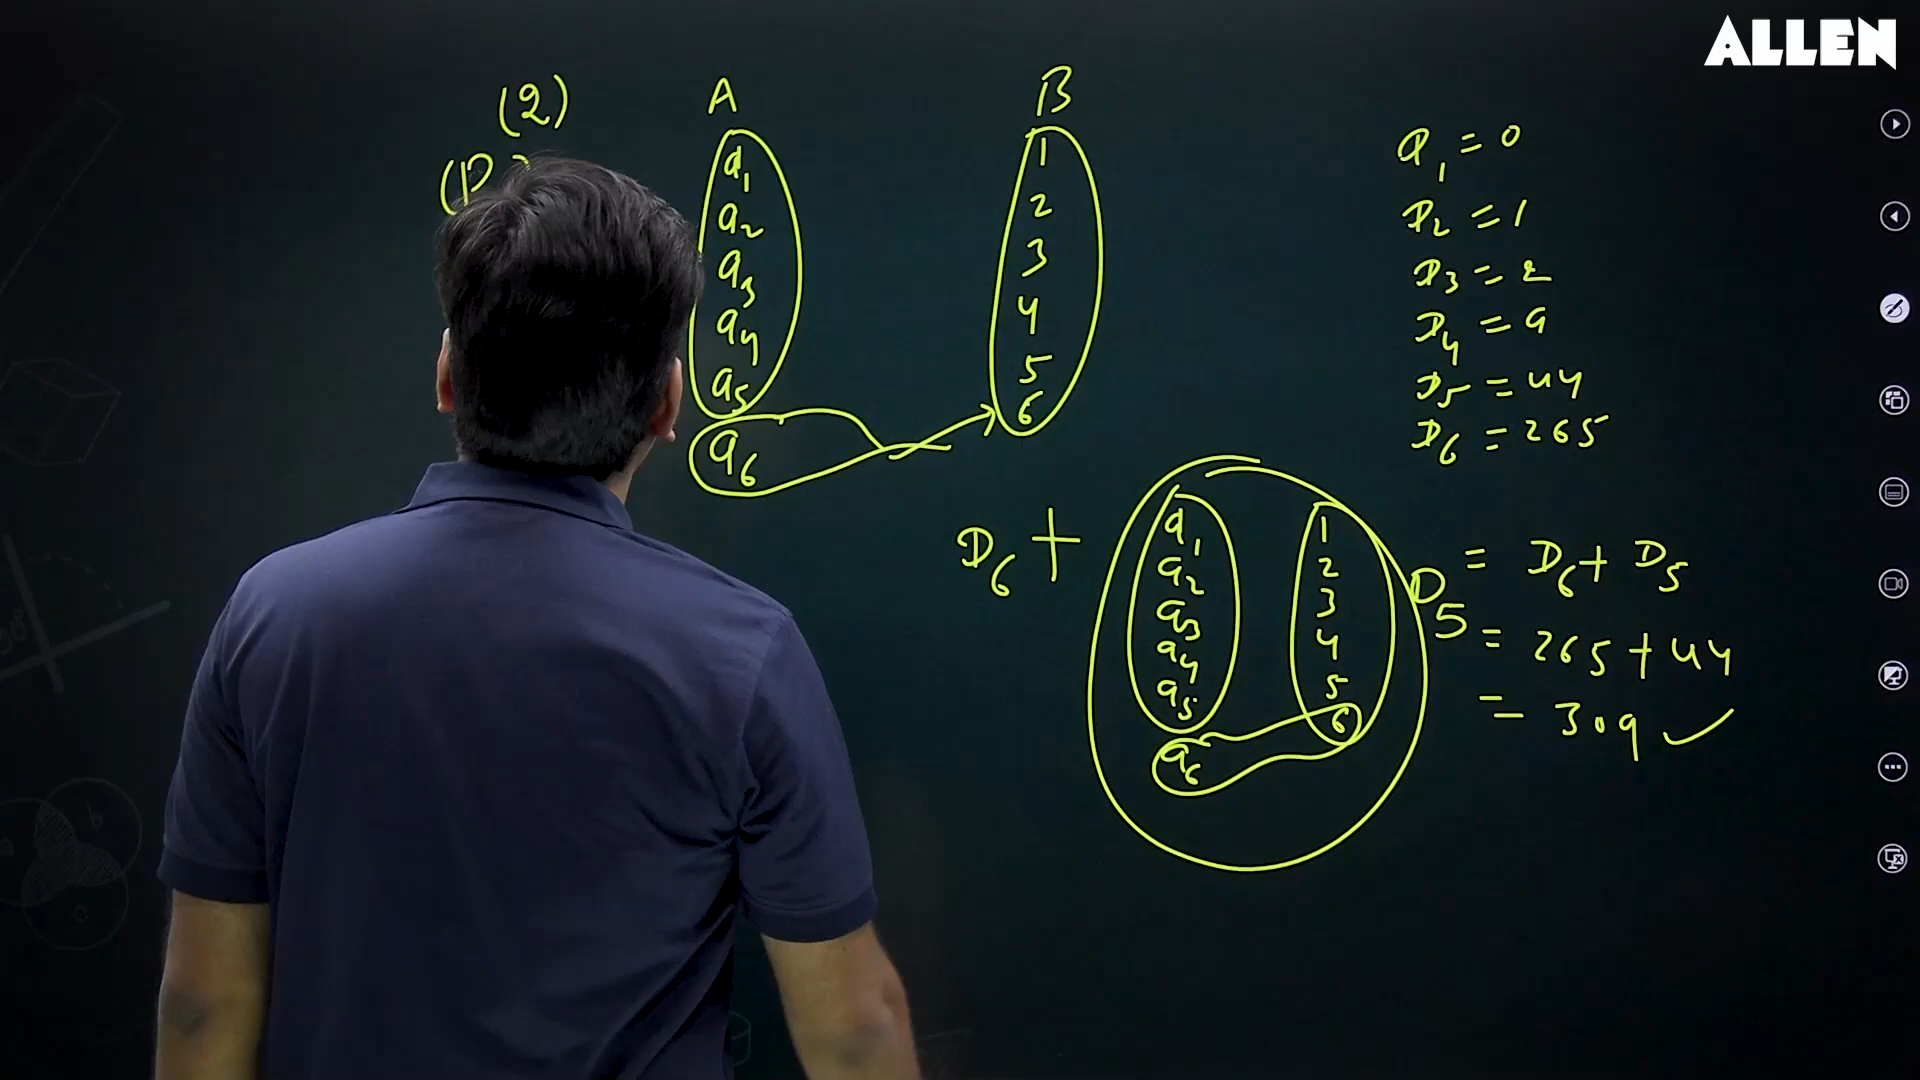 ALLEN
(2)
A
B
(P
a1
a2
a3
a4
a5
a6
1
2
3
4
5
6
D1 = 0
D2 = 1
D3 = 2
D4 = 9
D5 = 44
D6 = 265
D6 +
a1
a2
a3
a4
a5
a6
1
2
3
4
5
6
D5
= D6 + D5
= 265 + 44
= 309 ✓